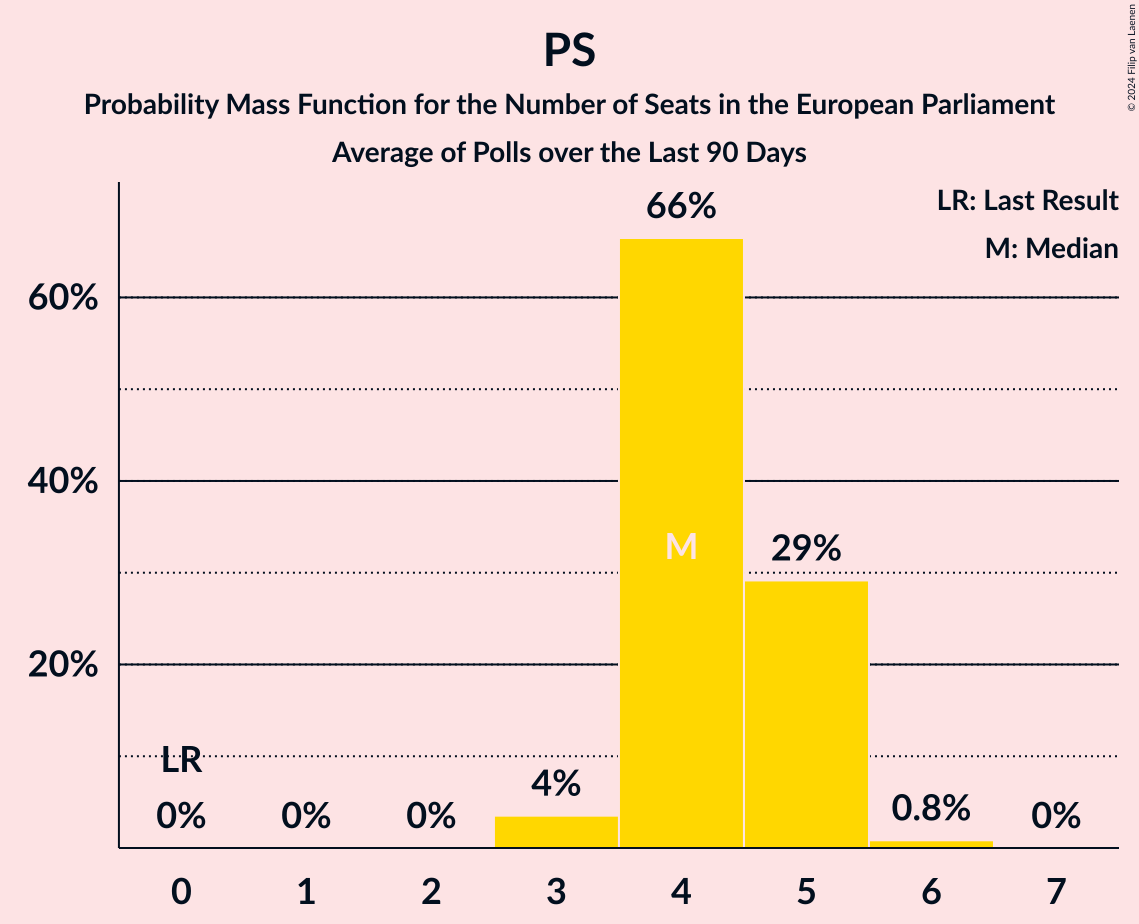 PS
Probability Mass Function for the Number of Seats in the European Parliament
Average of Polls over the Last 90 Days
© 2024 Filip van Laenen
LR: Last Result
M: Median
66%
60%
40%
M
29%
20%
LR
0%
0%
0%
4%
0.8%
0%
0
1
2
3
4
5
6
7